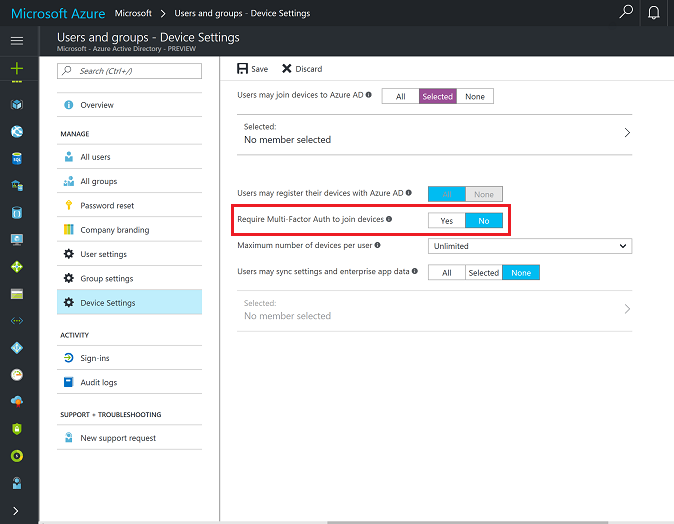 Microsoft Azure Microsoft > Users and groups - Device Settings
Users and groups - Device Settings
Microsoft - Azure Active Directory - PREVIEW
Search (Ctrl+/)
Overview
MANAGE
All users
All groups
Password reset
Company branding
User settings
Group settings
Device Settings
ACTIVITY
Sign-ins
Audit logs
SUPPORT + TROUBLESHOOTING
New support request
Save Discard
Users may join devices to Azure AD All Selected None
Selected:
No member selected
Users may register their devices with Azure AD All None
Require Multi-Factor Auth to join devices Yes No
Maximum number of devices per user Unlimited
Users may sync settings and enterprise app data All Selected None
Selected:
No member selected
SQL